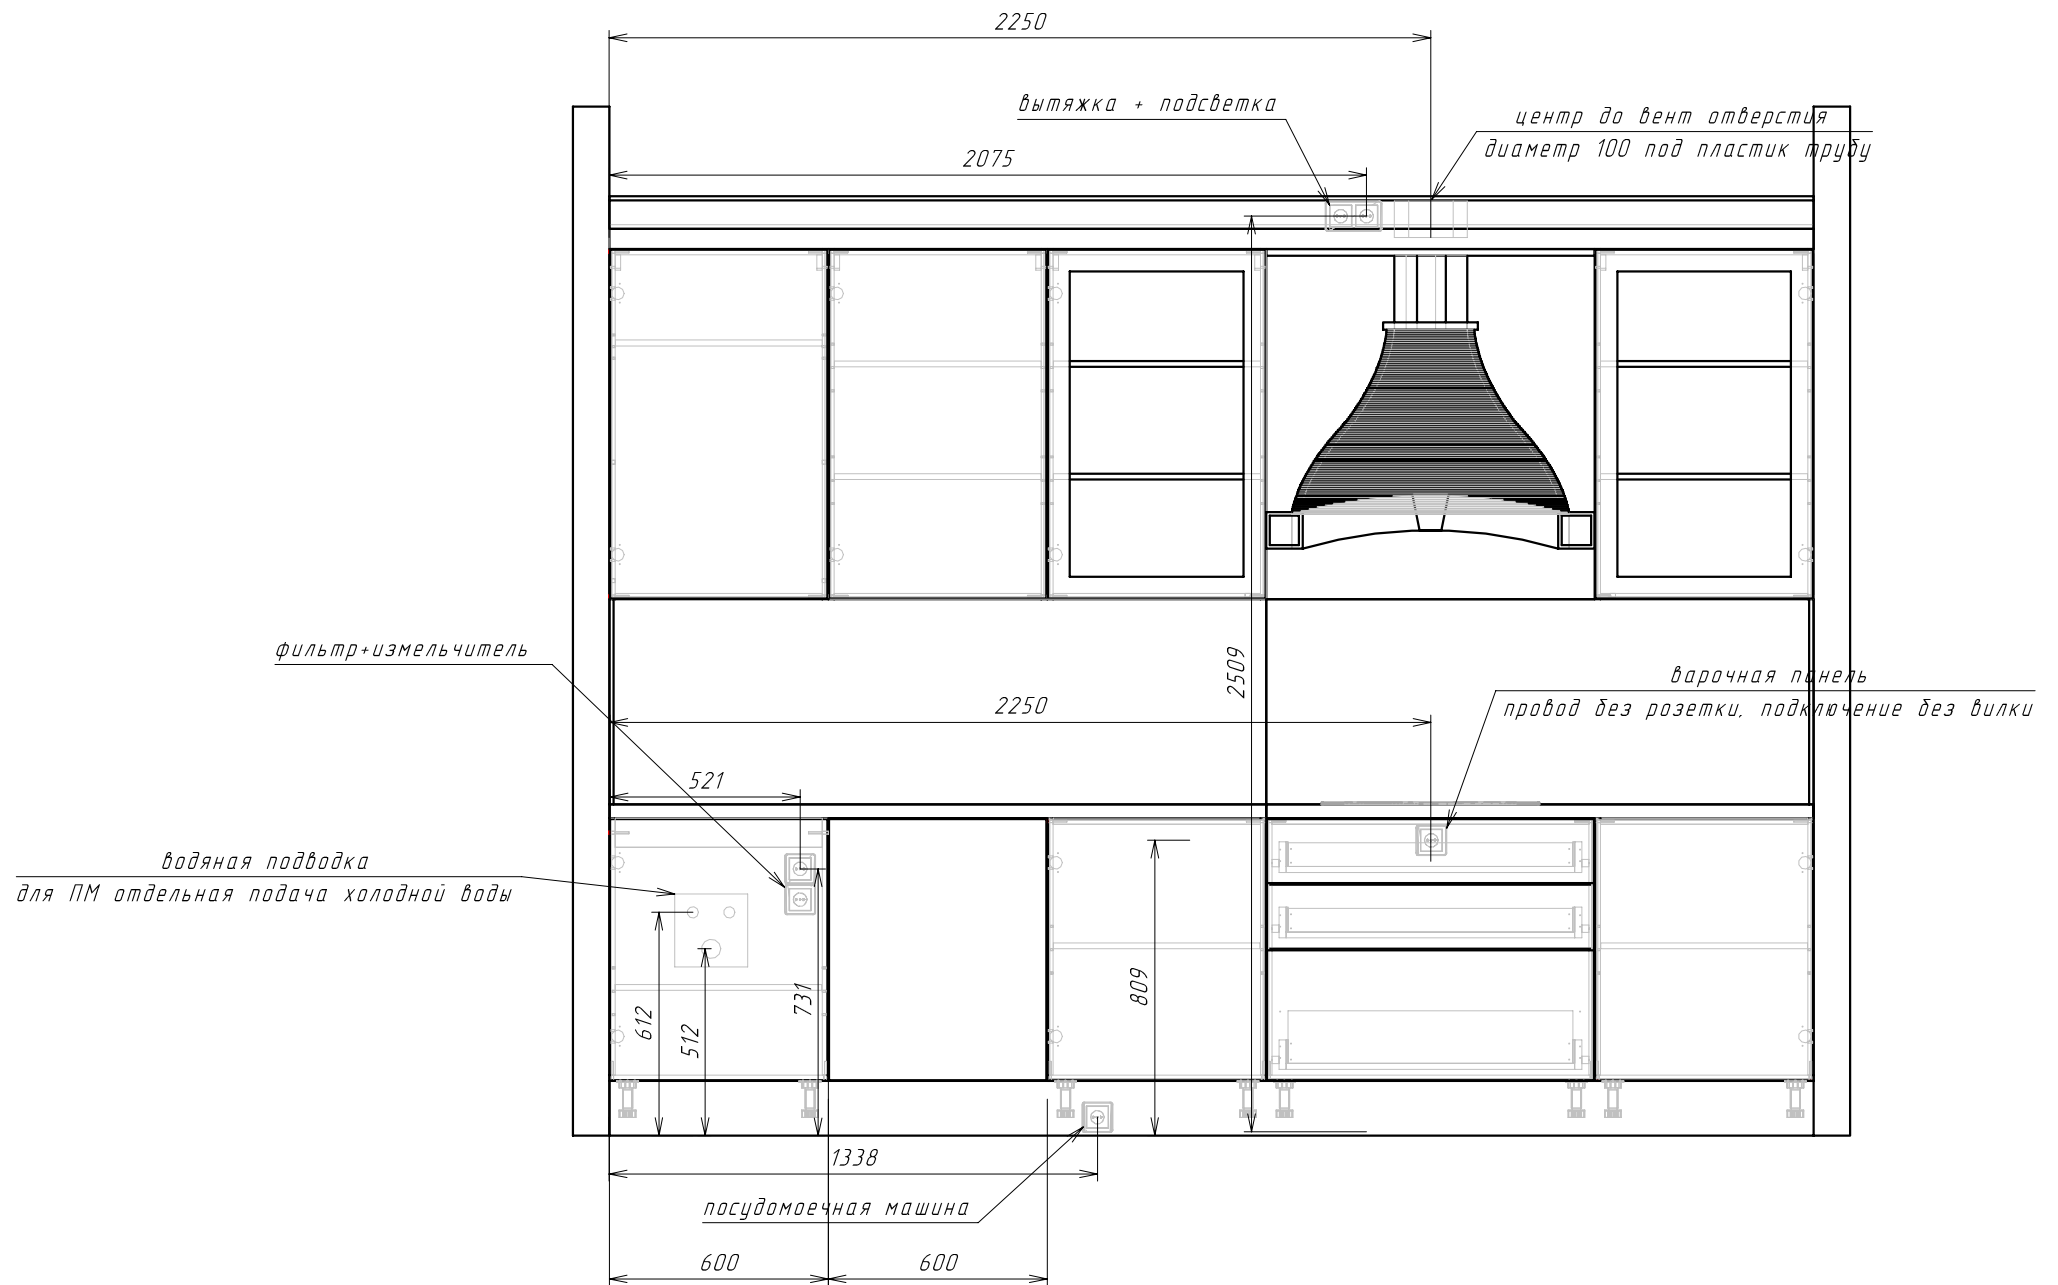 2250
вытяжка + подсветка
центр до вент отверстия
диаметр 100 под пластик трубу
2075
фильтр+измельчитель
2509
варочная панель
провод без розетки, подключение без вилки
2250
521
водяная подводка
для ПМ отдельная подача холодной воды
612
512
731
809
1338
посудомоечная машина
600
600